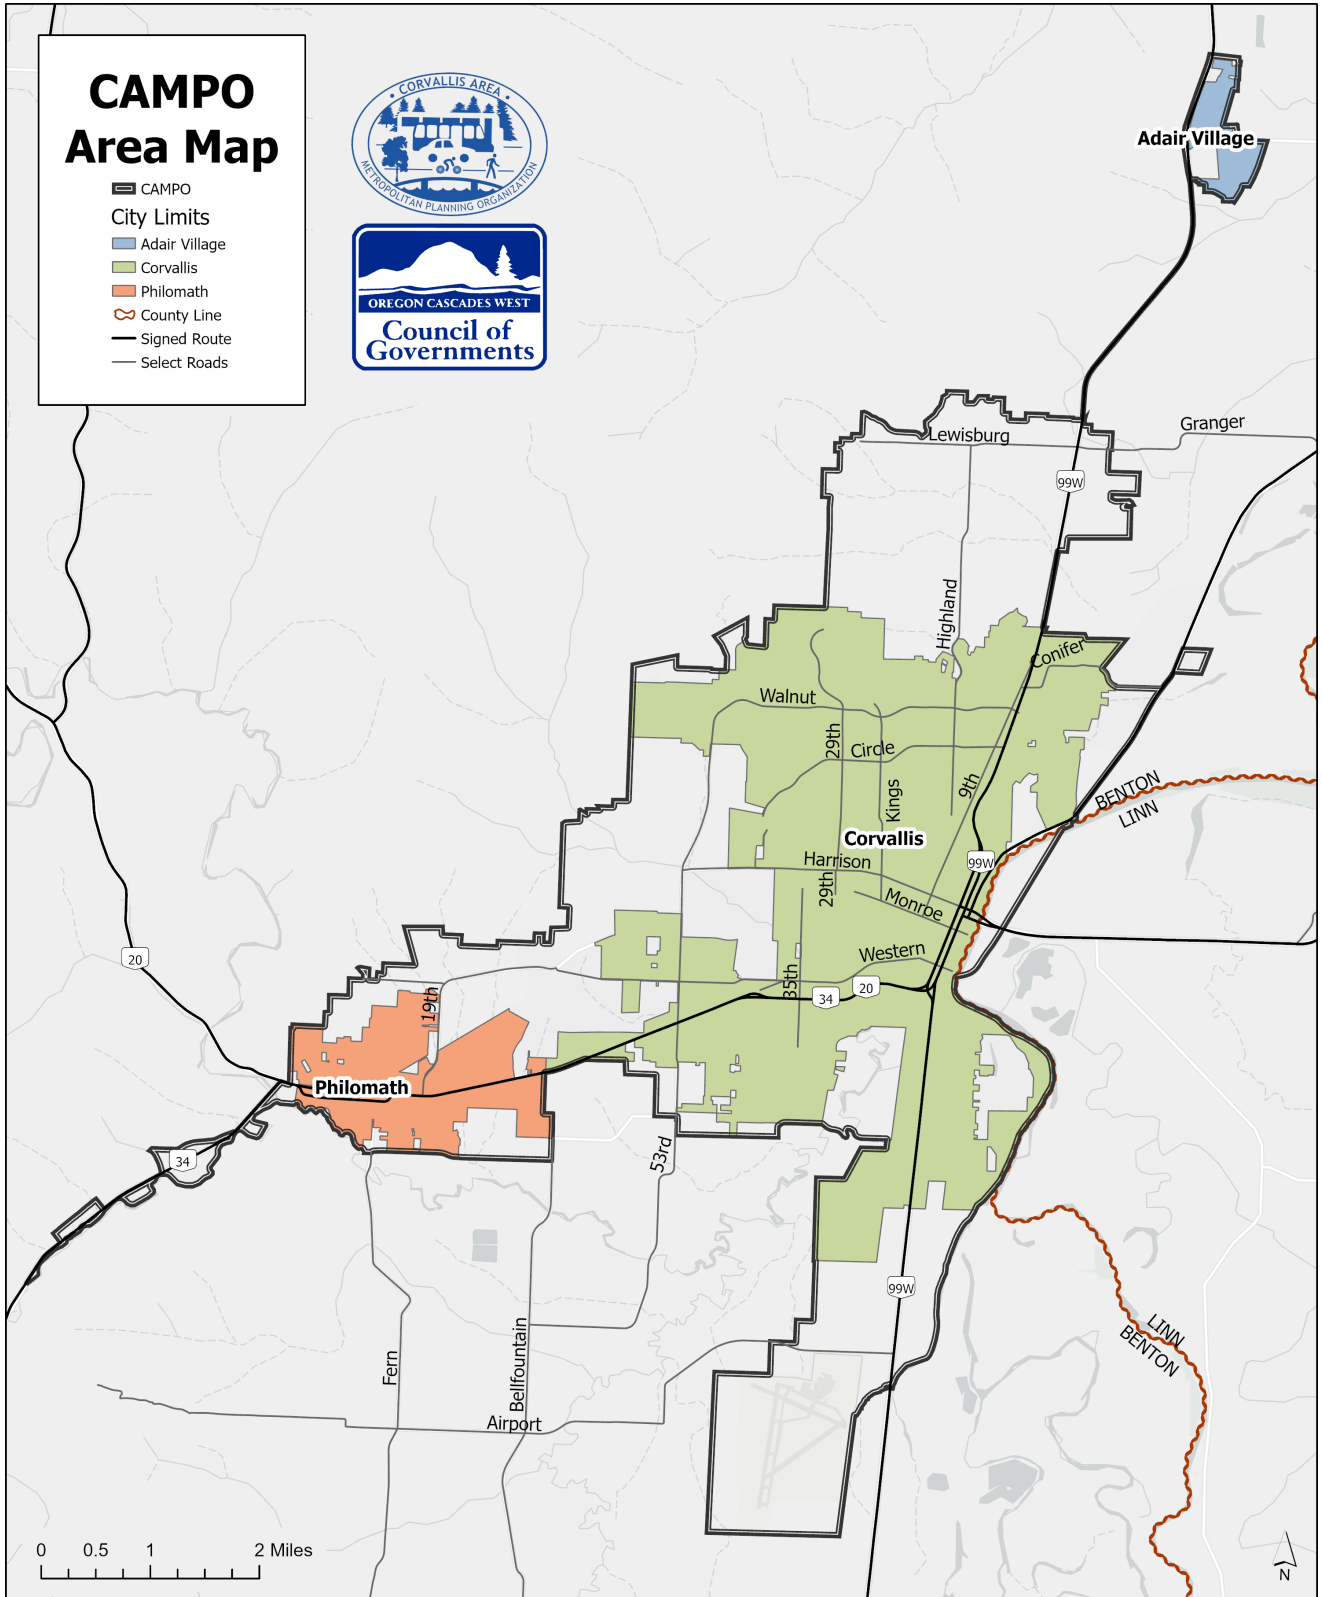 CAMPO
Area Map
CAMPO
City Limits
Adair Village
Corvallis
Philomath
County Line
Signed Route
Select Roads
• CORVALLIS AREA •
METROPOLITAN PLANNING ORGANIZATION
OREGON CASCADES WEST
Council of
Governments
Adair Village
Granger
Lewisburg
99W
Highland
Conifer
Walnut
29th
Circle
9th
Kings
BENTON
LINN
Corvallis
Harrison
99W
29th
Monroe
Western
20
35th
34
20
19th
Philomath
34
53rd
99W
LINN
BENTON
Fern
Bellfountain
Airport
0 0.5 1 2 Miles
N